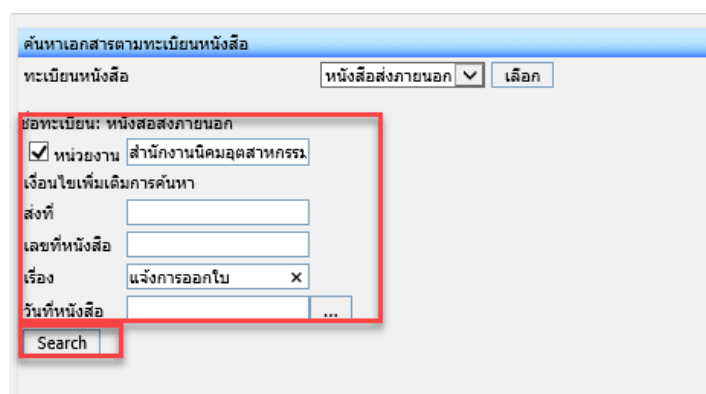 ค้นหาเอกสารตามทะเบียนหนังสือ
ทะเบียนหนังสือ หนังสือส่งภายนอก เลือก
ชื่อทะเบียน: หนังสือส่งภายนอก
หน่วยงาน สำนักงานนิคมอุตสาหกรรม
เงื่อนไขเพิ่มเติมการค้นหา
ส่งที่
เลขที่หนังสือ
เรื่อง แจ้งการออกใบ ×
วันที่หนังสือ ...
Search